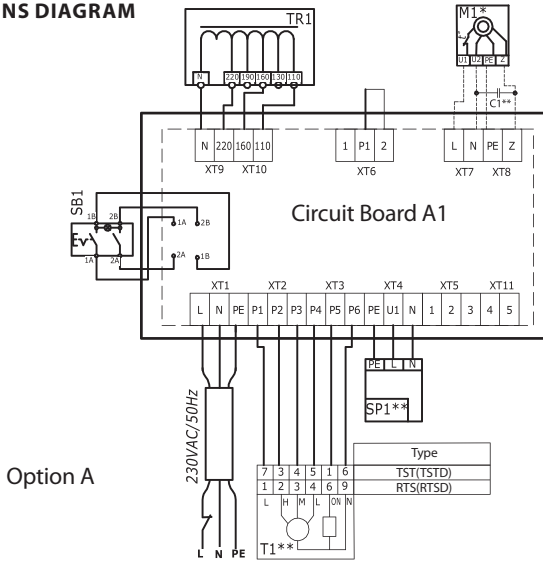 NS DIAGRAM
TR1
N 220 190 160 130 110
M1*
U1 U2 PE Z
C1**
N 220 160 110
XT9 XT10
1 P1 2
XT6
L N PE Z
XT7 XT8
SB1
1B 2B
1A 2A
1A 2B
2A 1B
Circuit Board A1
XT1 XT2 XT3 XT4 XT5 XT11
L N PE P1 P2 P3 P4 P5 P6 PE U1 N 1 2 3 4 5
PE L N
SP1**
230VAC/50Hz
Option A
Type
7 3 4 5 1 6 TST(TSTD)
1 2 3 4 6 9 RTS(RTSD)
L H M L ON N
T1**
L N PE